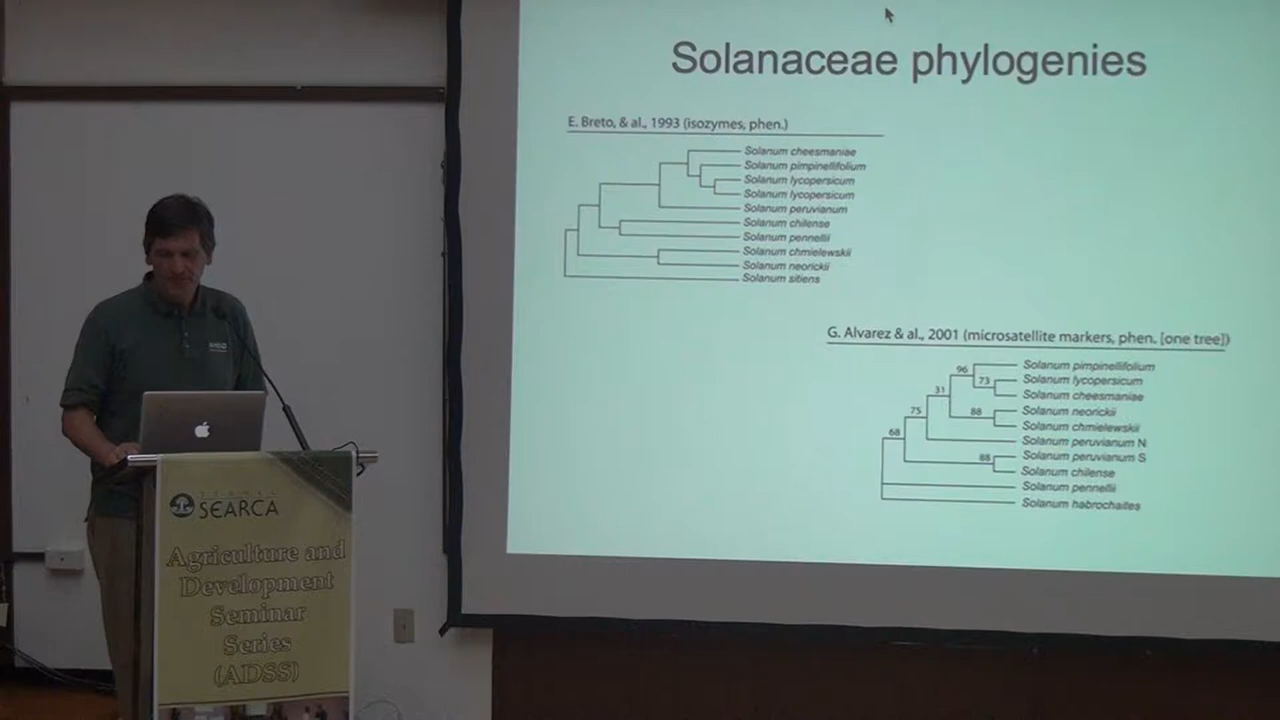 Solanaceae phylogenies
E. Breto, & al., 1993 (isozymes, phen.)
Solanum cheesmaniae
Solanum pimpinellifolium
Solanum lycopersicum
Solanum lycopersicum
Solanum peruvianum
Solanum chilense
Solanum pennellii
Solanum chmielewskii
Solanum neorickii
Solanum sitiens
G. Alvarez & al., 2001 (microsatellite markers, phen. [one tree])
96
Solanum pimpinellifolium
73
Solanum lycopersicum
31
Solanum cheesmaniae
75
88
Solanum neorickii
Solanum chmielewskii
68
Solanum peruvianum N
88
Solanum peruvianum S
Solanum chilense
Solanum pennellii
Solanum habrochaites
SEARCA
Agriculture and
Development
Seminar
Series
(ADSS)